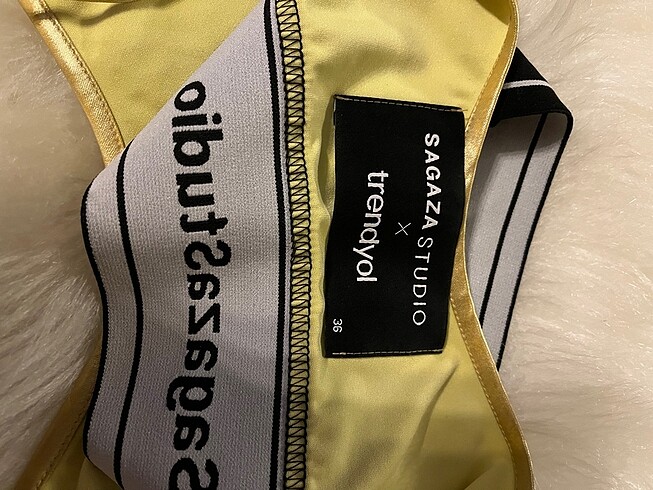 SAGAZA STUDIO
×
trendyol
36
SagazaStudio